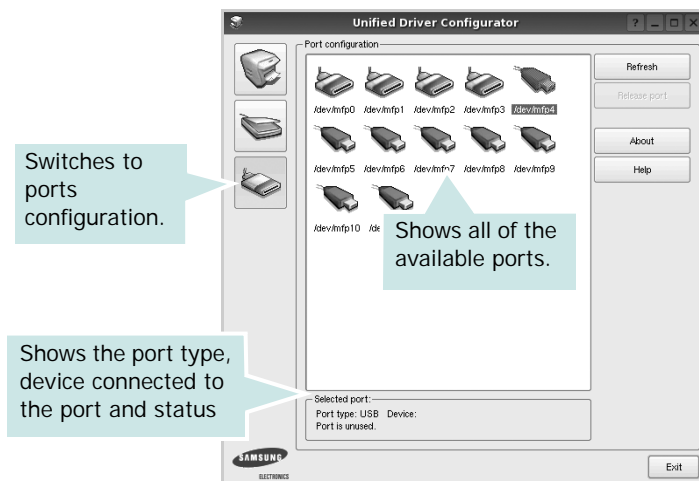 Unified Driver Configurator
Port configuration
/dev/mfp0 /dev/mfp1 /dev/mfp2 /dev/mfp3 /dev/mfp4
/dev/mfp5 /dev/mfp6 /dev/mfp7 /dev/mfp8 /dev/mfp9
/dev/mfp10
Refresh
Release port
About
Help
Switches to
ports
configuration.
Shows all of the
available ports.
Shows the port type,
device connected to
the port and status
Selected port:
Port type: USB Device:
Port is unused.
SAMSUNG
ELECTRONICS
Exit